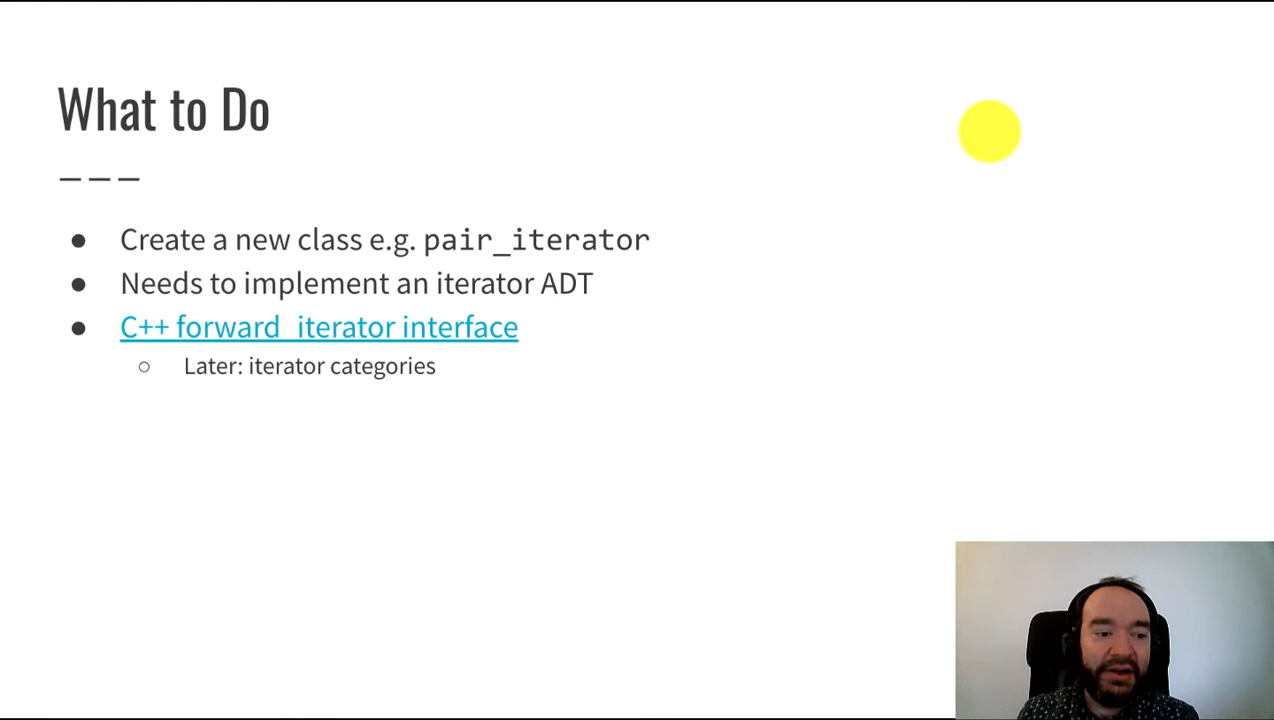 What to Do
● Create a new class e.g. pair_iterator
● Needs to implement an iterator ADT
● C++ forward_iterator interface
○ Later: iterator categories